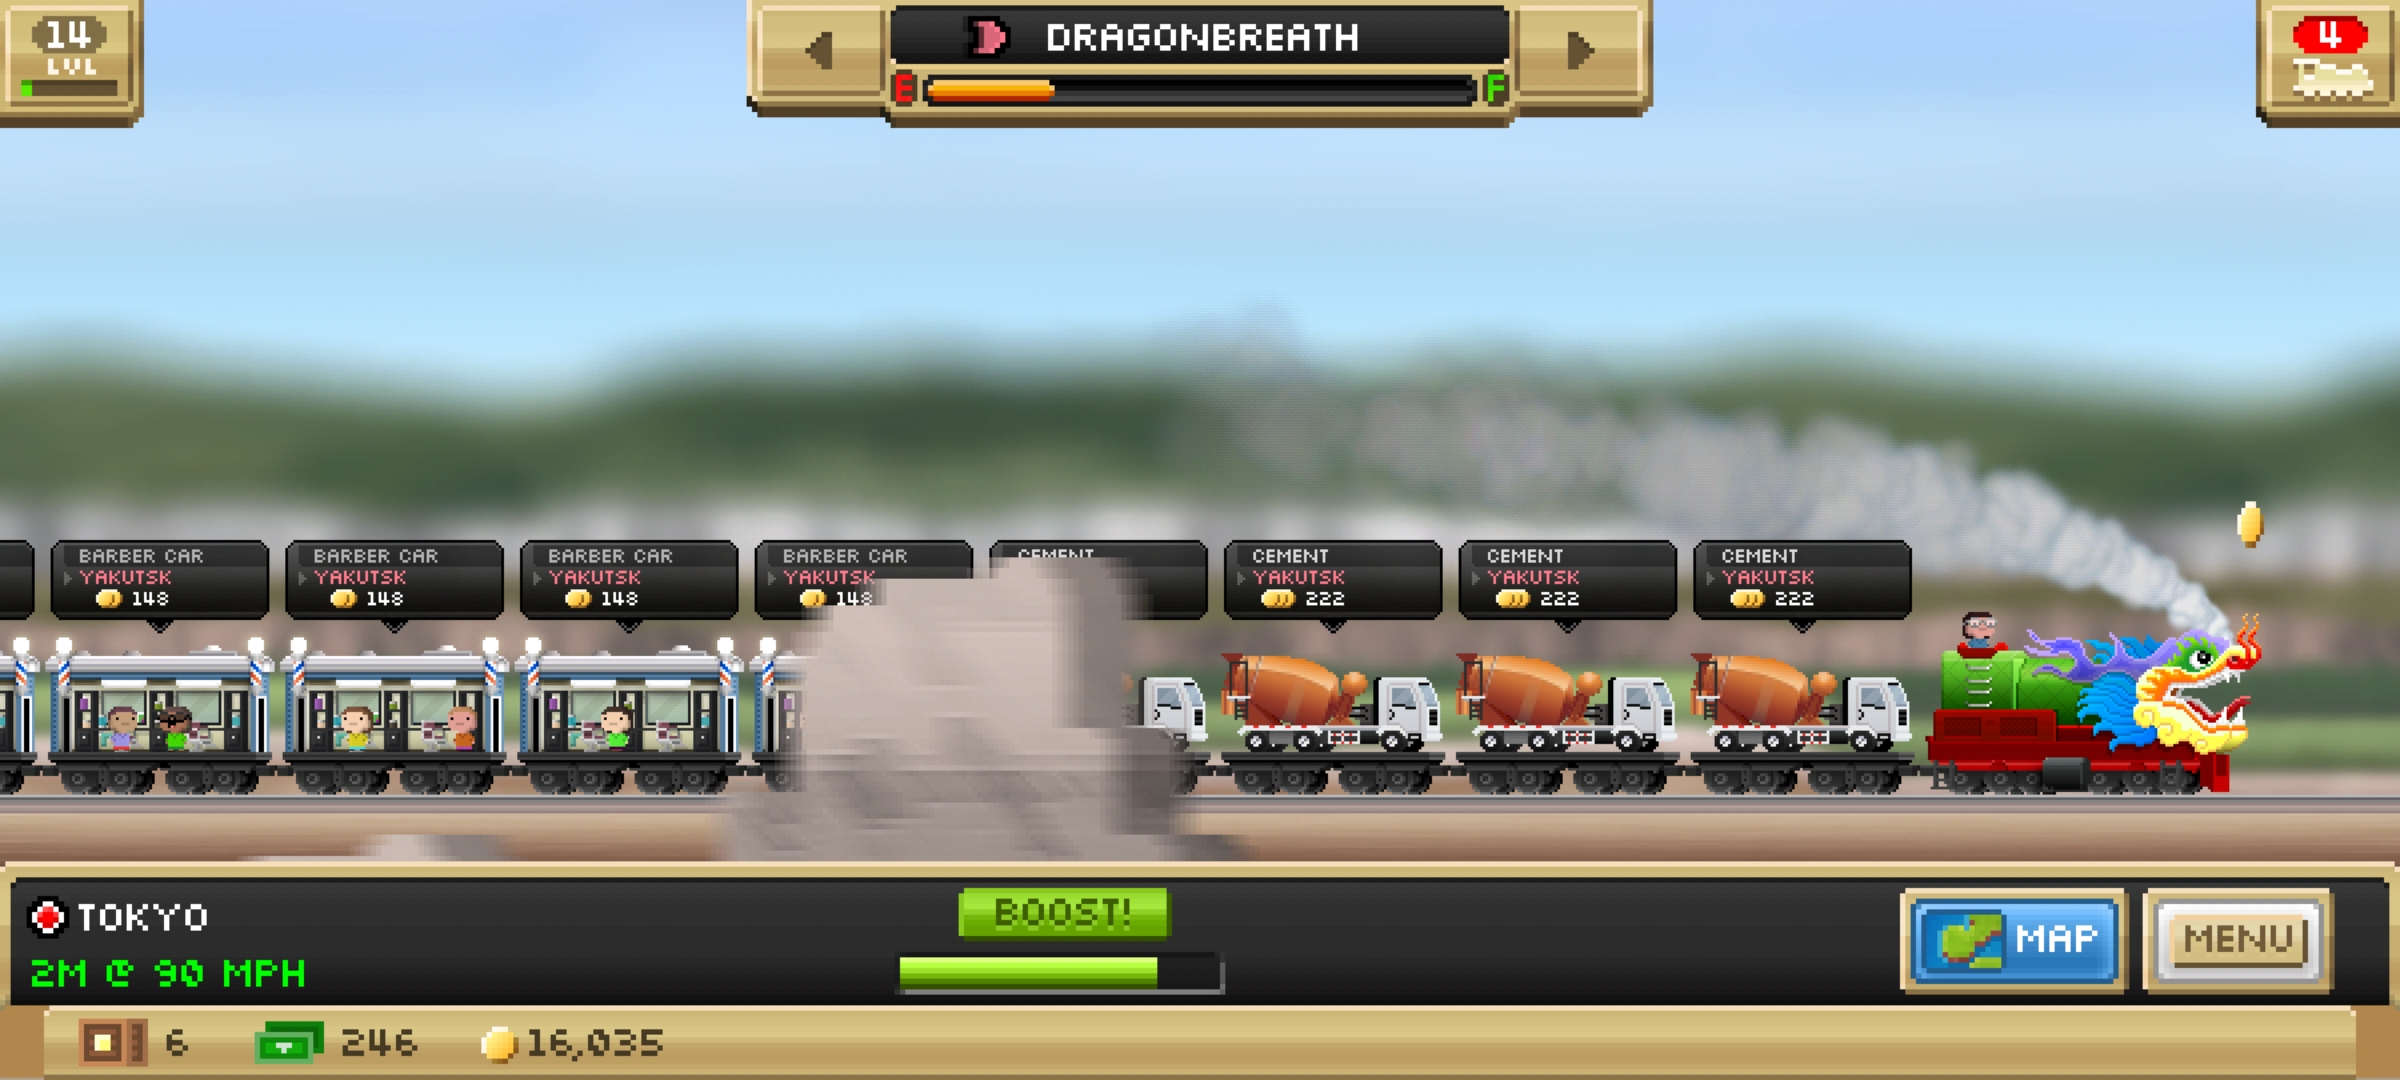 14
LVL
DRAGONBREATH
E F
4
BARBER CAR
YAKUTSK
148
BARBER CAR
YAKUTSK
148
BARBER CAR
YAKUTSK
148
BARBER CAR
YAKUTSK
148
CEMENT
CEMENT
YAKUTSK
222
CEMENT
YAKUTSK
222
CEMENT
YAKUTSK
222
TOKYO
2M @ 90 MPH
BOOST!
MAP
MENU
6
246
16,035